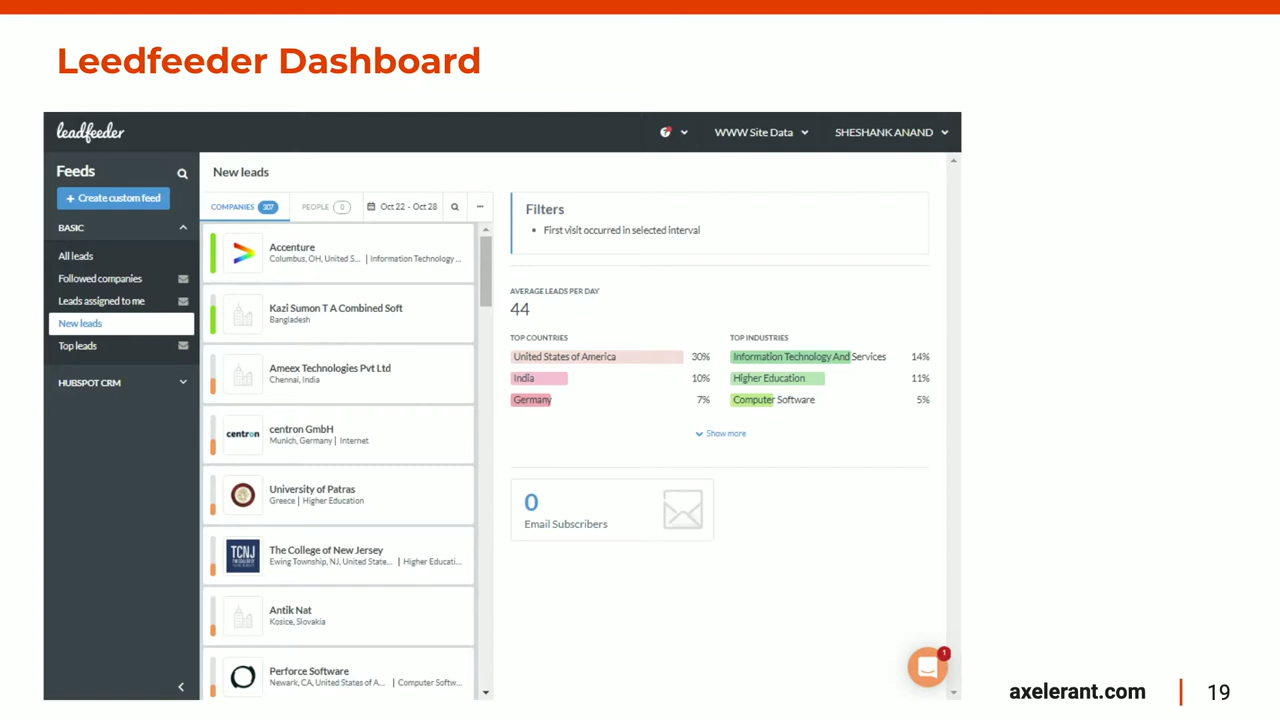 Leedfeeder Dashboard
leadfeeder
WWW Site Data
SHESHANK ANAND
Feeds
+ Create custom feed
BASIC
All leads
Followed companies
Leads assigned to me
New leads
Top leads
HUBSPOT CRM
New leads
COMPANIES 307
PEOPLE 0
Oct 22 - Oct 28
Accenture
Columbus, OH, United S... | Information Technology ...
Kazi Sumon T A Combined Soft
Bangladesh
Ameex Technologies Pvt Ltd
Chennai, India
centron
centron GmbH
Munich, Germany | Internet
University of Patras
Greece | Higher Education
TCNJ
The College of New Jersey
Ewing Township, NJ, United State... | Higher Educati...
Antik Nat
Kosice, Slovakia
Perforce Software
Newark, CA, United States of A... | Computer Softw...
Filters
• First visit occurred in selected interval
AVERAGE LEADS PER DAY
44
TOP COUNTRIES
United States of America 30%
India 10%
Germany 7%
TOP INDUSTRIES
Information Technology And Services 14%
Higher Education 11%
Computer Software 5%
Show more
0
Email Subscribers
1
axelerant.com
19